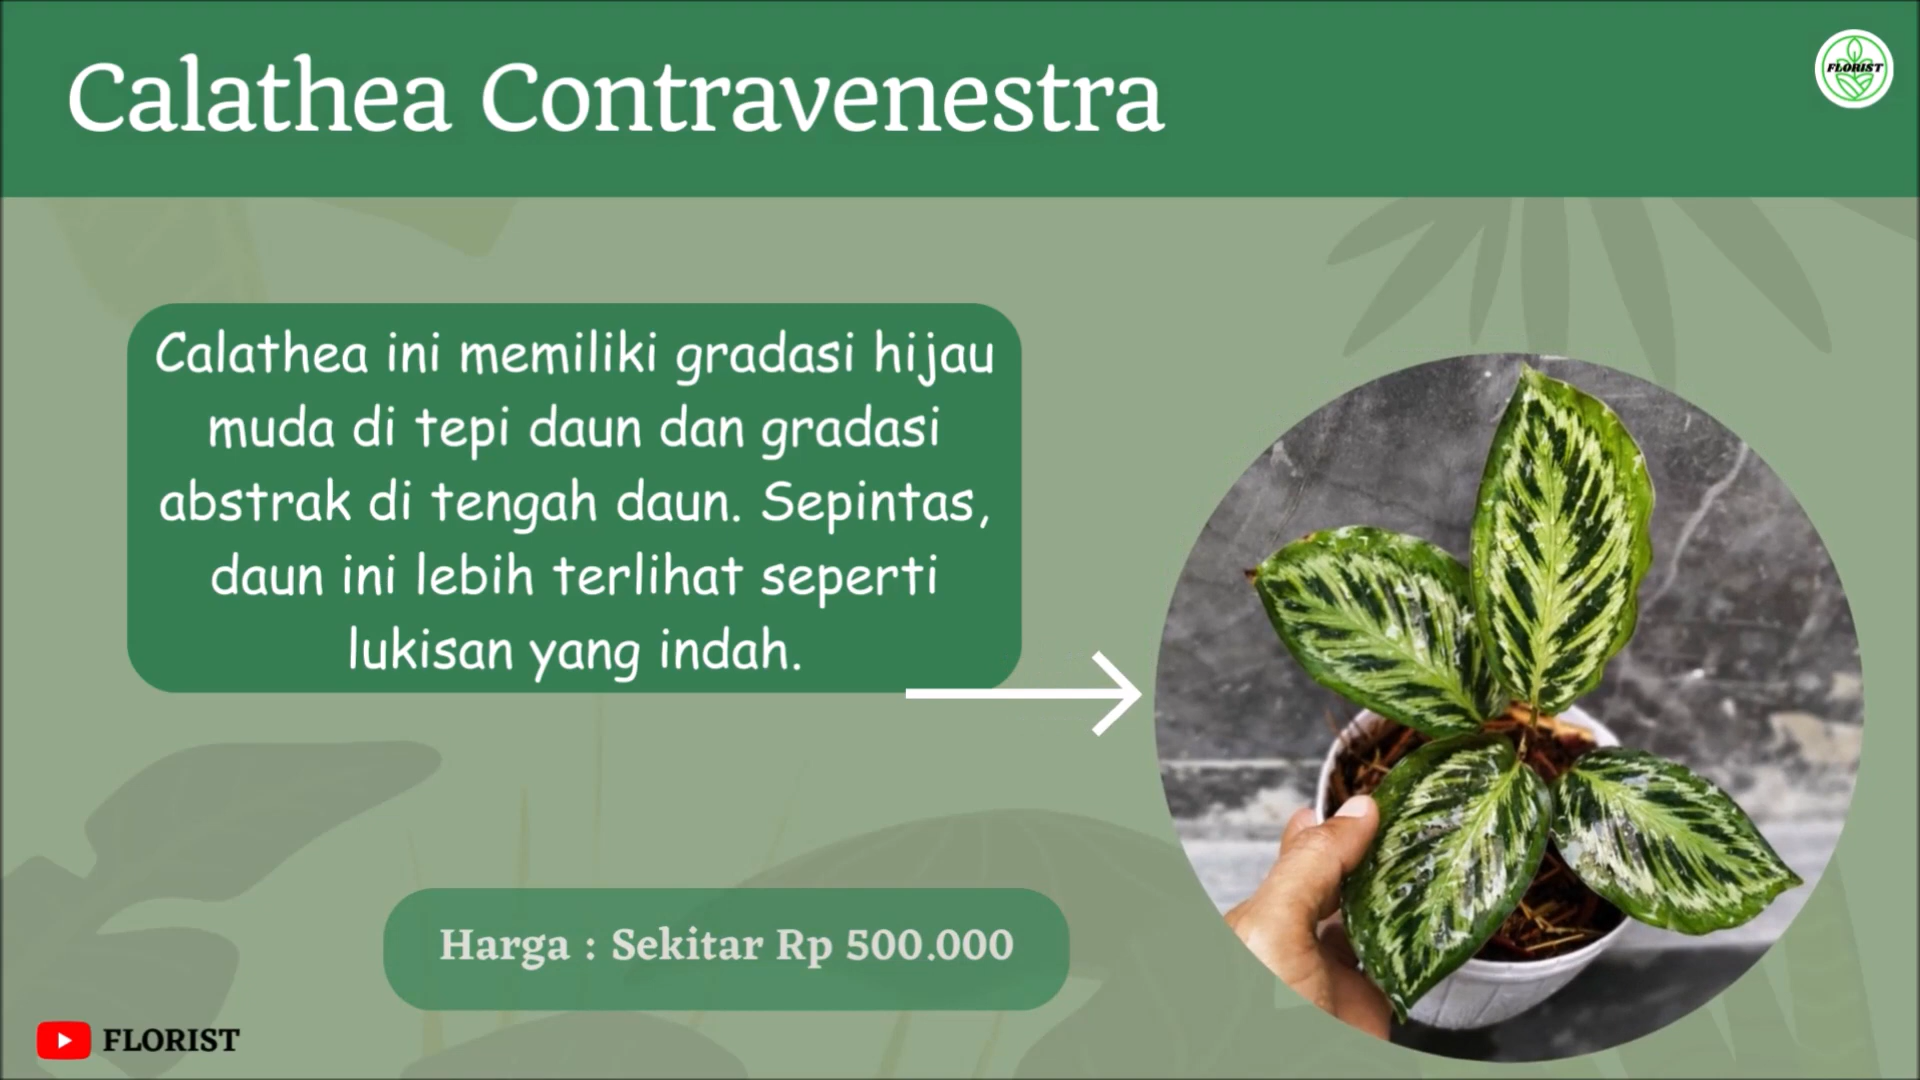 Calathea Contravenestra
FLORIST
Calathea ini memiliki gradasi hijau
muda di tepi daun dan gradasi
abstrak di tengah daun. Sepintas,
daun ini lebih terlihat seperti
lukisan yang indah.
Harga : Sekitar Rp 500.000
FLORIST